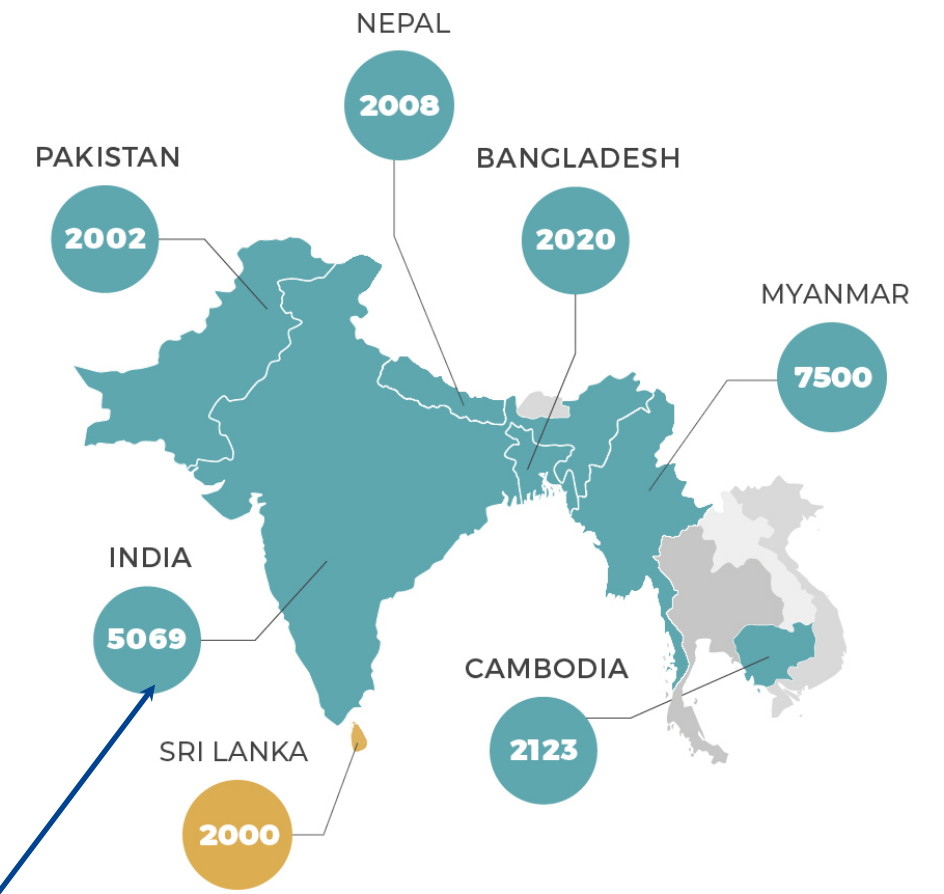 NEPAL
2008
PAKISTAN
2002
BANGLADESH
2020
MYANMAR
7500
INDIA
5069
CAMBODIA
2123
SRI LANKA
2000